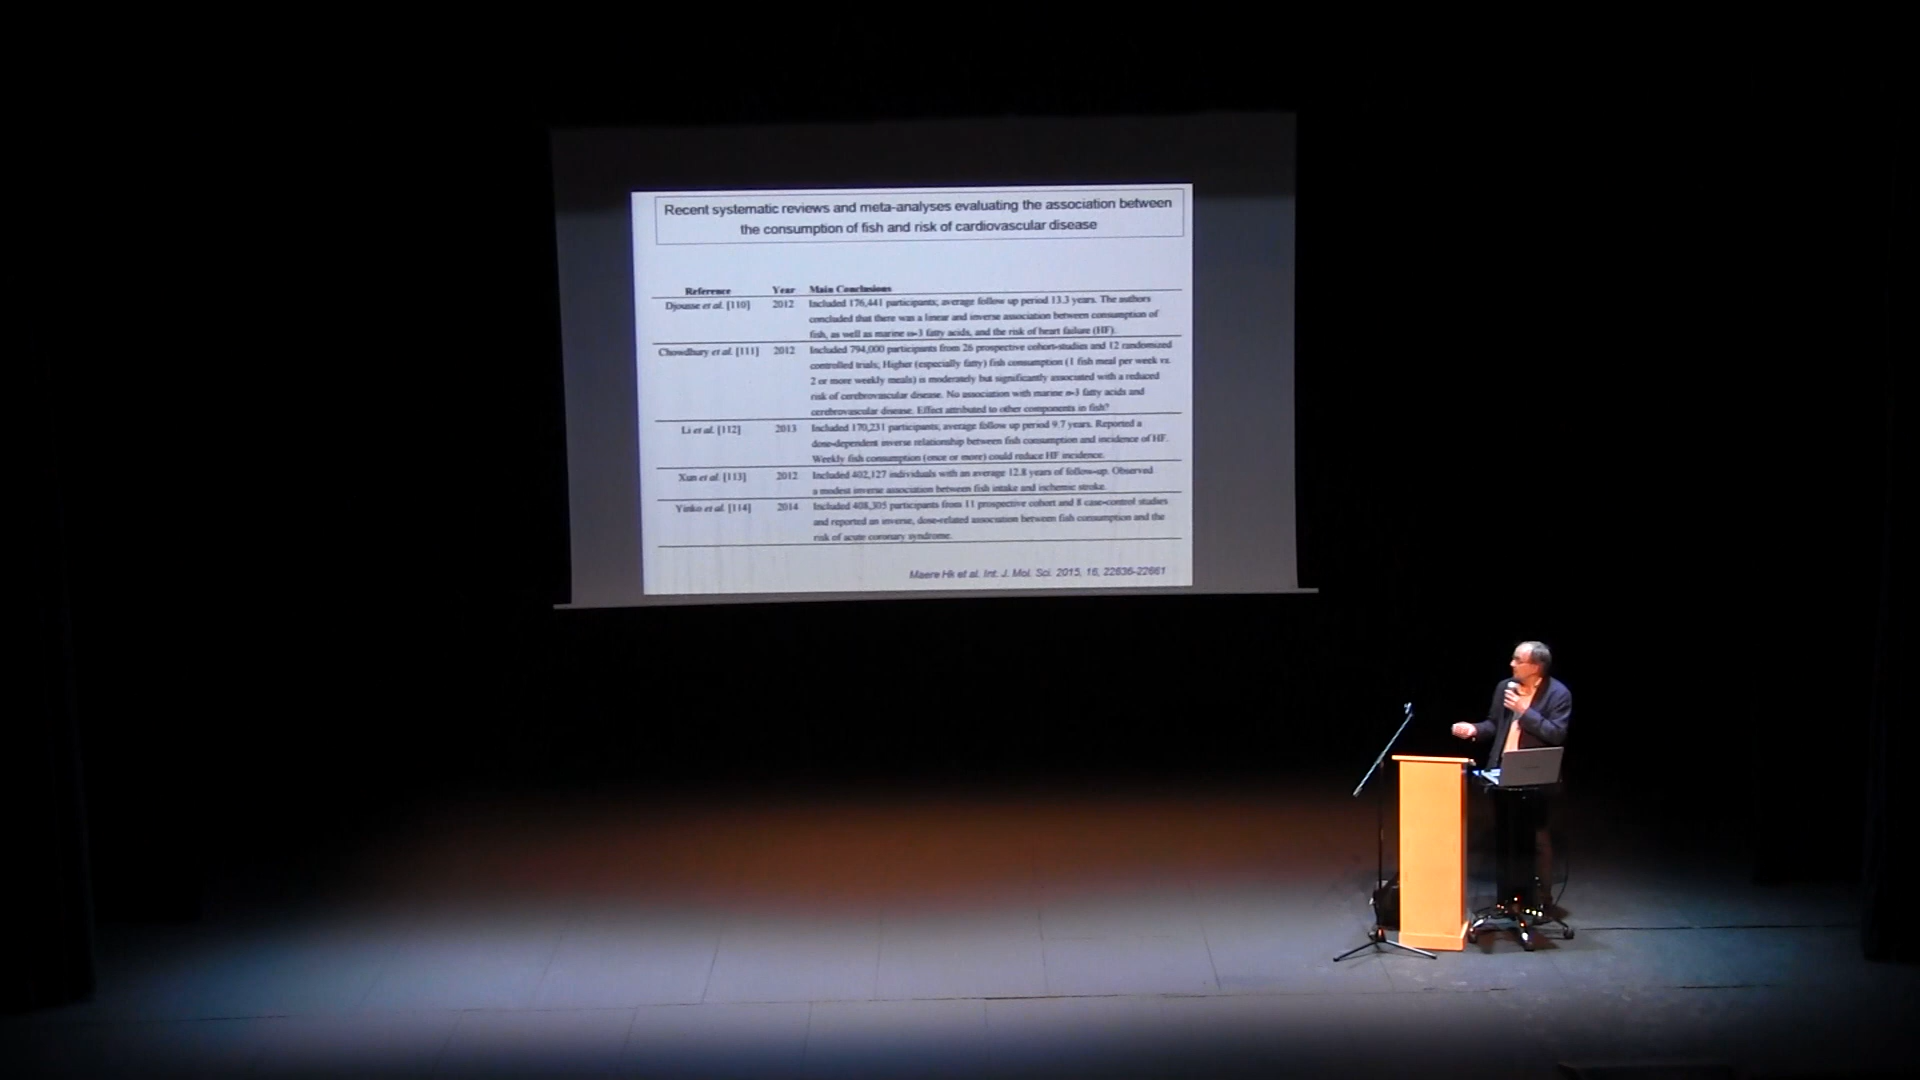 Recent systematic reviews and meta-analyses evaluating the association between
the consumption of fish and risk of cardiovascular disease
Reference Year Main Conclusions
Djousse et al. [110] 2012 Included 176,441 participants; average follow up period 13.3 years. The authors
concluded that there was a linear and inverse association between consumption of
fish, as well as marine n-3 fatty acids, and the risk of heart failure (HF).
Chowdhury et al. [111] 2012 Included 794,000 participants from 26 prospective cohort-studies and 12 randomized
controlled trials; Higher (especially fatty) fish consumption (1 fish meal per week vs.
2 or more weekly meals) is moderately but significantly associated with a reduced
risk of cerebrovascular disease. No association with marine n-3 fatty acids and
cerebrovascular disease. Effect attributed to other components in fish?
Li et al. [112] 2013 Included 170,231 participants; average follow up period 9.7 years. Reported a
dose-dependent inverse relationship between fish consumption and incidence of HF.
Weekly fish consumption (once or more) could reduce HF incidence.
Xun et al. [113] 2012 Included 402,127 individuals with an average 12.8 years of follow-up. Observed
a modest inverse association between fish intake and ischemic stroke.
Yinko et al. [114] 2014 Included 408,305 participants from 11 prospective cohort and 8 case-control studies
and reported an inverse, dose-related association between fish consumption and the
risk of acute coronary syndrome.
Maere Hk et al. Int. J. Mol. Sci. 2015, 16, 22636-22661